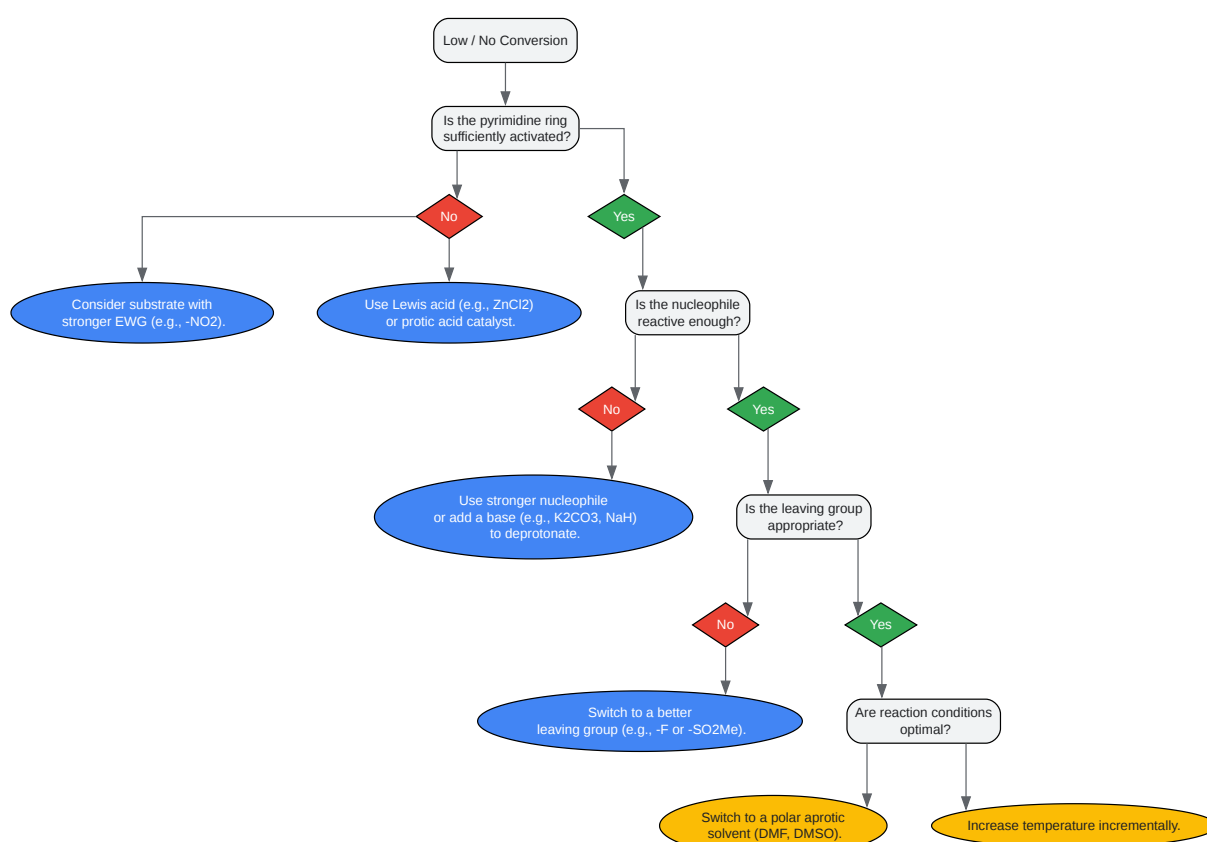 Low / No Conversion
Is the pyrimidine ring
sufficiently activated?
No
Yes
Consider substrate with
stronger EWG (e.g., -NO2).
Use Lewis acid (e.g., ZnCl2)
or protic acid catalyst.
Is the nucleophile
reactive enough?
No
Yes
Use stronger nucleophile
or add a base (e.g., K2CO3, NaH)
to deprotonate.
Is the leaving group
appropriate?
No
Yes
Switch to a better
leaving group (e.g., -F or -SO2Me).
Are reaction conditions
optimal?
Switch to a polar aprotic
solvent (DMF, DMSO).
Increase temperature incrementally.